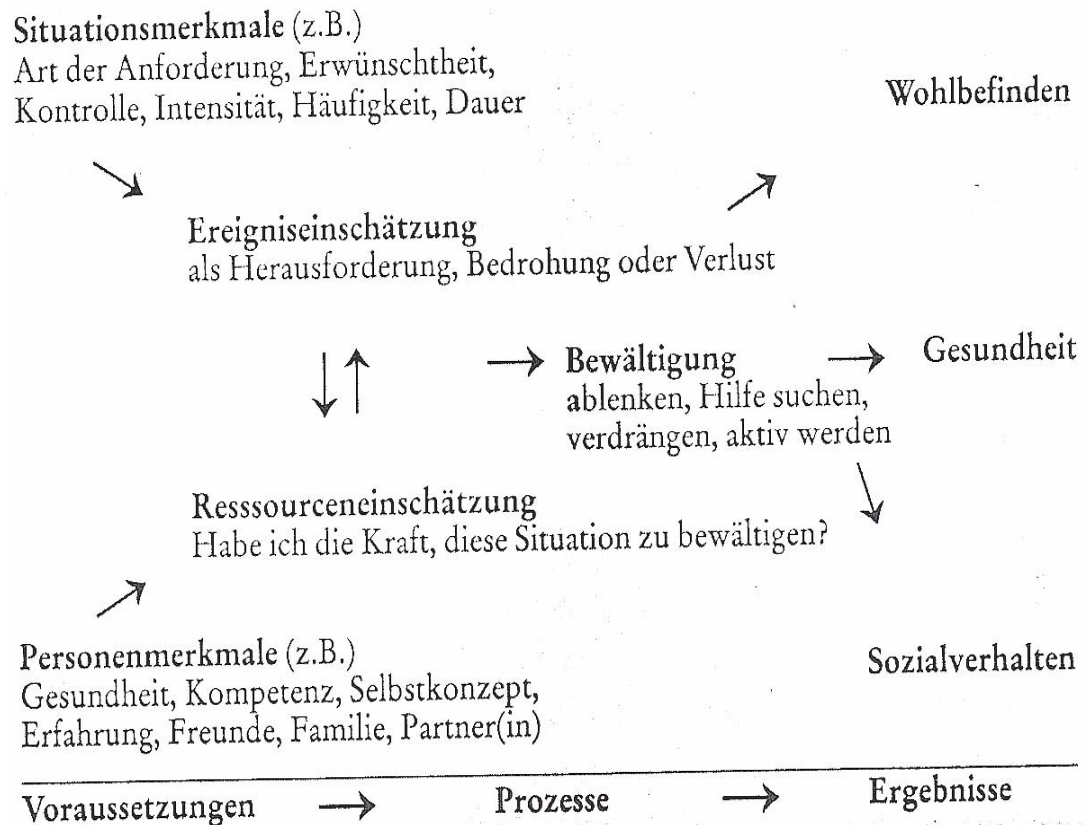 Situationsmerkmale (z.B.)
Art der Anforderung, Erwünschtheit,
Kontrolle, Intensität, Häufigkeit, Dauer
Wohlbefinden
Ereigniseinschätzung
als Herausforderung, Bedrohung oder Verlust
Bewältigung
ablenken, Hilfe suchen,
verdrängen, aktiv werden
Gesundheit
Resssourceneinschätzung
Habe ich die Kraft, diese Situation zu bewältigen?
Personenmerkmale (z.B.)
Gesundheit, Kompetenz, Selbstkonzept,
Erfahrung, Freunde, Familie, Partner(in)
Sozialverhalten
Voraussetzungen → Prozesse → Ergebnisse